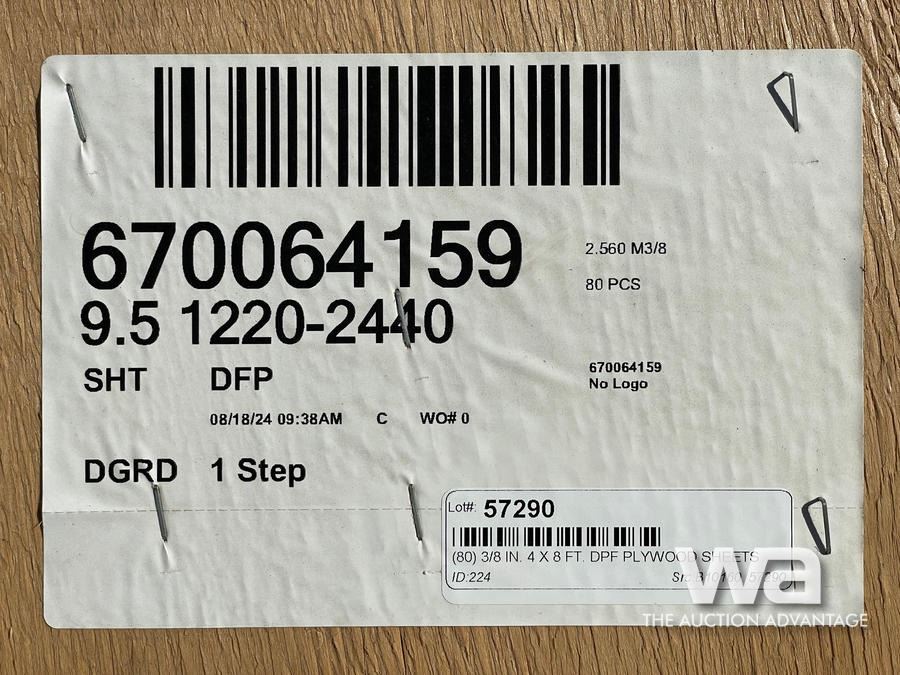 670064159
2.560 M3/8
80 PCS
9.5 1220-2440
SHT DFP
670064159
No Logo
08/18/24 09:38AM C WO# 0
DGRD 1 Step
Lot#: 57290
(80) 3/8 IN. 4 X 8 FT. DPF PLYWOOD SHEETS
ID:224
wa
THE AUCTION ADVANTAGE